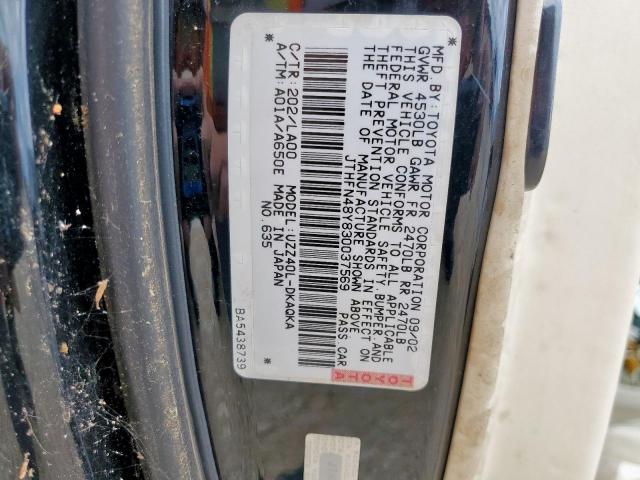 MFD BY: TOYOTA MOTOR CORPORATION 09/02
GVWR 4530LB GAWR FR 2470LB RR 2470LB
THIS VEHICLE CONFORMS TO ALL APPLICABLE
FEDERAL MOTOR VEHICLE SAFETY, BUMPER, AND
THEFT PREVENTION STANDARDS IN EFFECT ON
THE DATE OF MANUFACTURE SHOWN ABOVE.
JTHFN48Y830037569 PASS.CAR
TOYOTA
TOYOTA
C/TR:202/LA00 MODEL:UZZ40L-DKAQKA
A/TM:A01A/A650E MADE IN JAPAN
NO.635
BA5438739